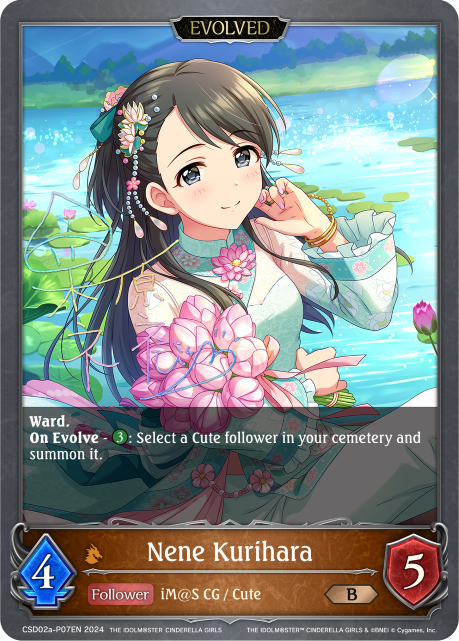 EVOLVED
Ward.
On Evolve - 3: Select a Cute follower in your cemetery and
summon it.
Nene Kurihara
4
5
Follower iM@S CG / Cute
B
CSD02a-P07EN 2024 THE IDOLM@STER CINDERELLA GIRLS THE IDOLM@STER™ CINDERELLA GIRLS & ©BNEI © Cygames, Inc.